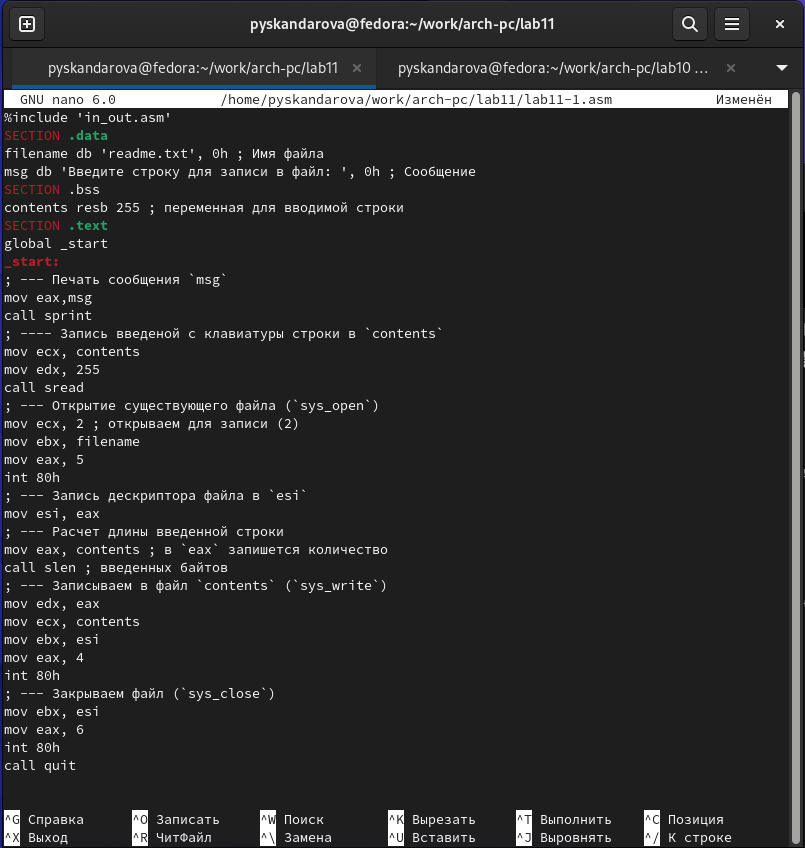 pyskandarova@fedora:~/work/arch-pc/lab11
pyskandarova@fedora:~/work/arch-pc/lab11 × pyskandarova@fedora:~/work/arch-pc/lab10 ... ×
GNU nano 6.0 /home/pyskandarova/work/arch-pc/lab11/lab11-1.asm Изменён
%include 'in_out.asm'
SECTION .data
filename db 'readme.txt', 0h ; Имя файла
msg db 'Введите строку для записи в файл: ', 0h ; Сообщение
SECTION .bss
contents resb 255 ; переменная для вводимой строки
SECTION .text
global _start
_start:
; --- Печать сообщения `msg`
mov eax,msg
call sprint
; ---- Запись введеной с клавиатуры строки в `contents`
mov ecx, contents
mov edx, 255
call sread
; --- Открытие существующего файла (`sys_open`)
mov ecx, 2 ; открываем для записи (2)
mov ebx, filename
mov eax, 5
int 80h
; --- Запись дескриптора файла в `esi`
mov esi, eax
; --- Расчет длины введенной строки
mov eax, contents ; в `eax` запишется количество
call slen ; введенных байтов
; --- Записываем в файл `contents` (`sys_write`)
mov edx, eax
mov ecx, contents
mov ebx, esi
mov eax, 4
int 80h
; --- Закрываем файл (`sys_close`)
mov ebx, esi
mov eax, 6
int 80h
call quit
^G Справка ^O Записать ^W Поиск ^K Вырезать ^T Выполнить ^C Позиция
^X Выход ^R ЧитФайл ^\ Замена ^U Вставить ^J Выровнять ^/ К строке